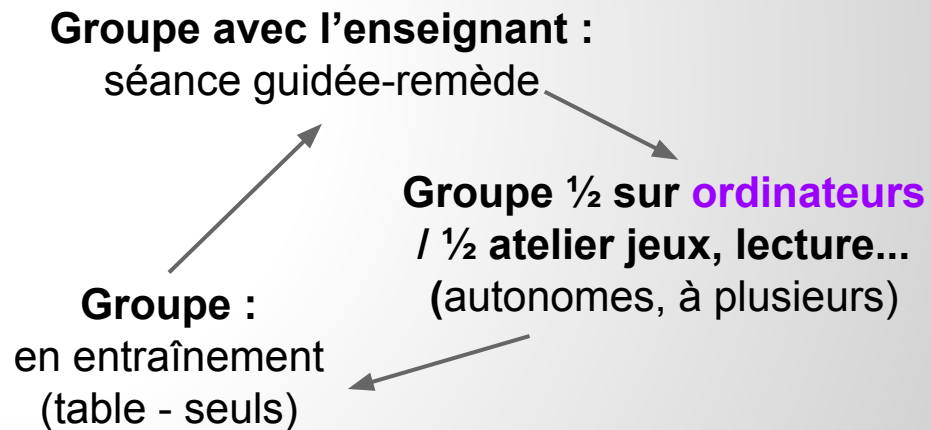 Groupe avec l’enseignant :
séance guidée-remède
Groupe ½ sur ordinateurs
/ ½ atelier jeux, lecture...
(autonomes, à plusieurs)
Groupe :
en entraînement
(table - seuls)